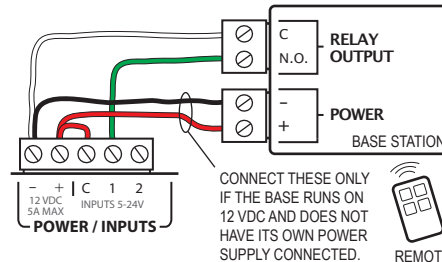 C
N.O.
RELAY
OUTPUT
–
+
POWER
BASE STATION
– + C 1 2
12 VDC
5A MAX
INPUTS 5-24V
POWER / INPUTS
CONNECT THESE ONLY
IF THE BASE RUNS ON
12 VDC AND DOES NOT
HAVE ITS OWN POWER
SUPPLY CONNECTED.
REMOT